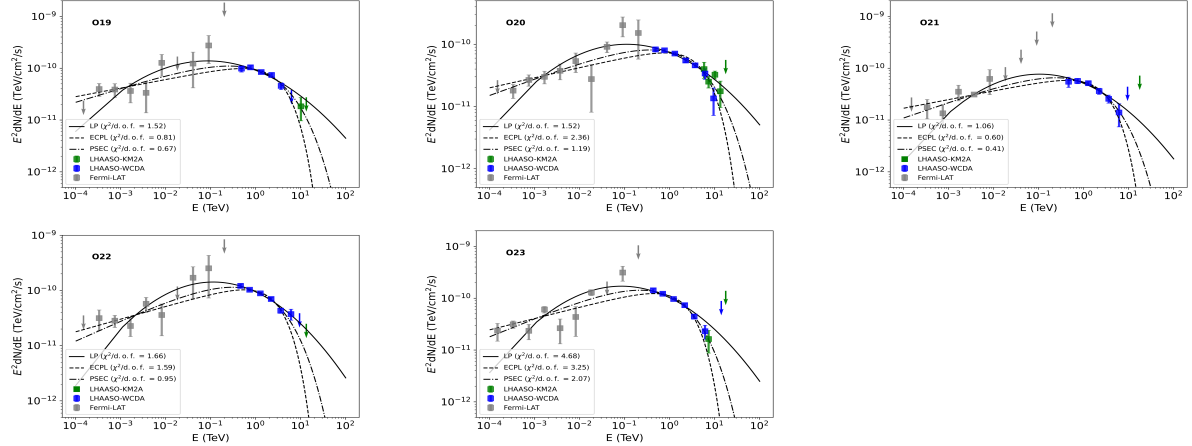 O19
E²dN/dE (TeV/cm²/s)
10⁻⁹
10⁻¹⁰
10⁻¹¹
10⁻¹²
LP (χ²/d.o.f. = 1.52)
ECPL (χ²/d.o.f. = 0.81)
PSEC (χ²/d.o.f. = 0.67)
LHAASO-KM2A
LHAASO-WCDA
Fermi-LAT
10⁻⁴ 10⁻³ 10⁻² 10⁻¹ 10⁰ 10¹ 10²
E (TeV)
O20
E²dN/dE (TeV/cm²/s)
10⁻⁹
10⁻¹⁰
10⁻¹¹
10⁻¹²
LP (χ²/d.o.f. = 1.52)
ECPL (χ²/d.o.f. = 2.36)
PSEC (χ²/d.o.f. = 1.19)
LHAASO-KM2A
LHAASO-WCDA
Fermi-LAT
10⁻⁴ 10⁻³ 10⁻² 10⁻¹ 10⁰ 10¹ 10²
E (TeV)
O21
E²dN/dE (TeV/cm²/s)
10⁻⁹
10⁻¹⁰
10⁻¹¹
10⁻¹²
LP (χ²/d.o.f. = 1.06)
ECPL (χ²/d.o.f. = 0.60)
PSEC (χ²/d.o.f. = 0.41)
LHAASO-KM2A
LHAASO-WCDA
Fermi-LAT
10⁻⁴ 10⁻³ 10⁻² 10⁻¹ 10⁰ 10¹ 10²
E (TeV)
O22
E²dN/dE (TeV/cm²/s)
10⁻⁹
10⁻¹⁰
10⁻¹¹
10⁻¹²
LP (χ²/d.o.f. = 1.66)
ECPL (χ²/d.o.f. = 1.59)
PSEC (χ²/d.o.f. = 0.95)
LHAASO-KM2A
LHAASO-WCDA
Fermi-LAT
10⁻⁴ 10⁻³ 10⁻² 10⁻¹ 10⁰ 10¹ 10²
E (TeV)
O23
E²dN/dE (TeV/cm²/s)
10⁻⁹
10⁻¹⁰
10⁻¹¹
10⁻¹²
LP (χ²/d.o.f. = 4.68)
ECPL (χ²/d.o.f. = 3.25)
PSEC (χ²/d.o.f. = 2.07)
LHAASO-KM2A
LHAASO-WCDA
Fermi-LAT
10⁻⁴ 10⁻³ 10⁻² 10⁻¹ 10⁰ 10¹ 10²
E (TeV)